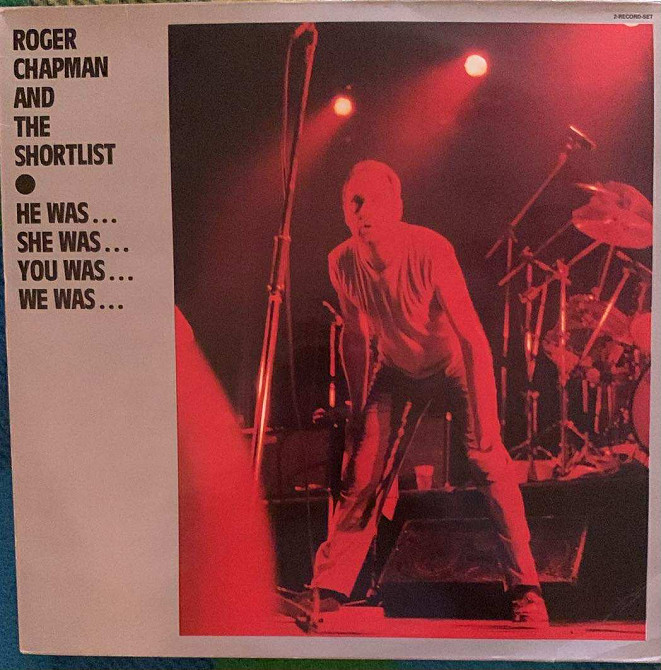 2-RECORD-SET
ROGER
CHAPMAN
AND
THE
SHORTLIST
HE WAS...
SHE WAS...
YOU WAS...
WE WAS...